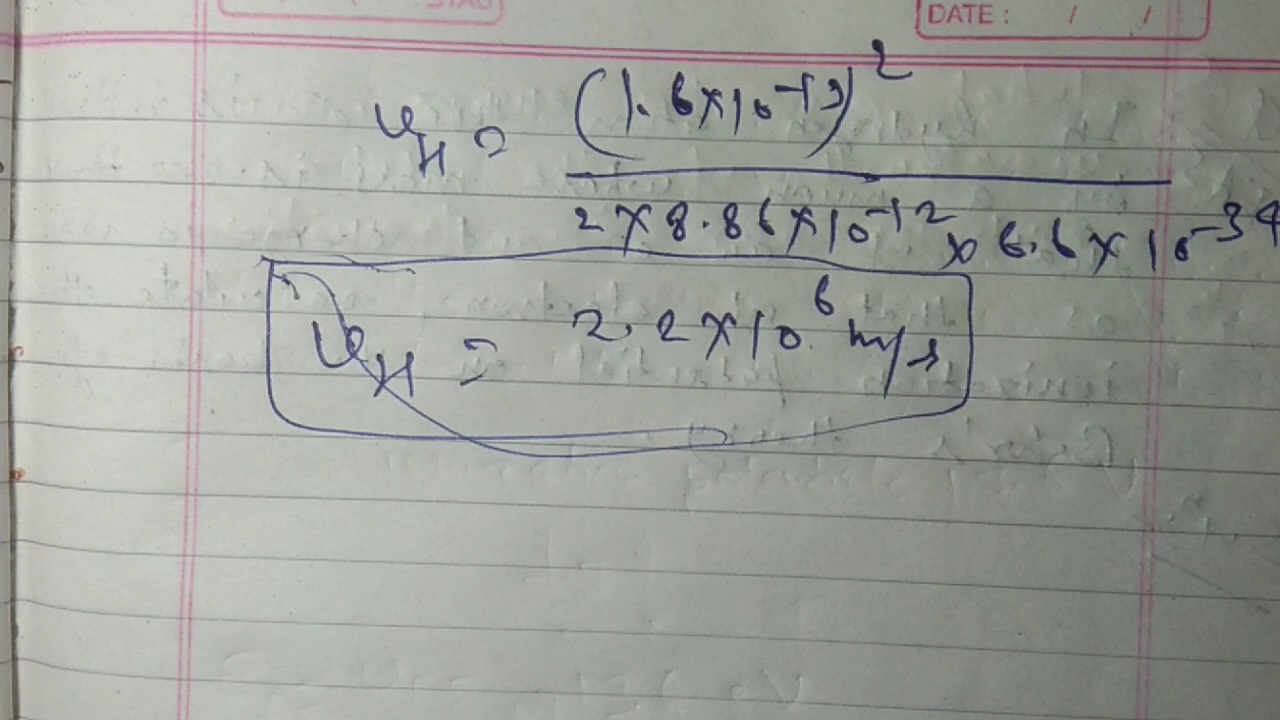 DATE : / /
v_H = (1.6×10^-19)^2
2×8.86×10^-12 × 6.6×10^-34
v_H = 2.2×10^6 m/s